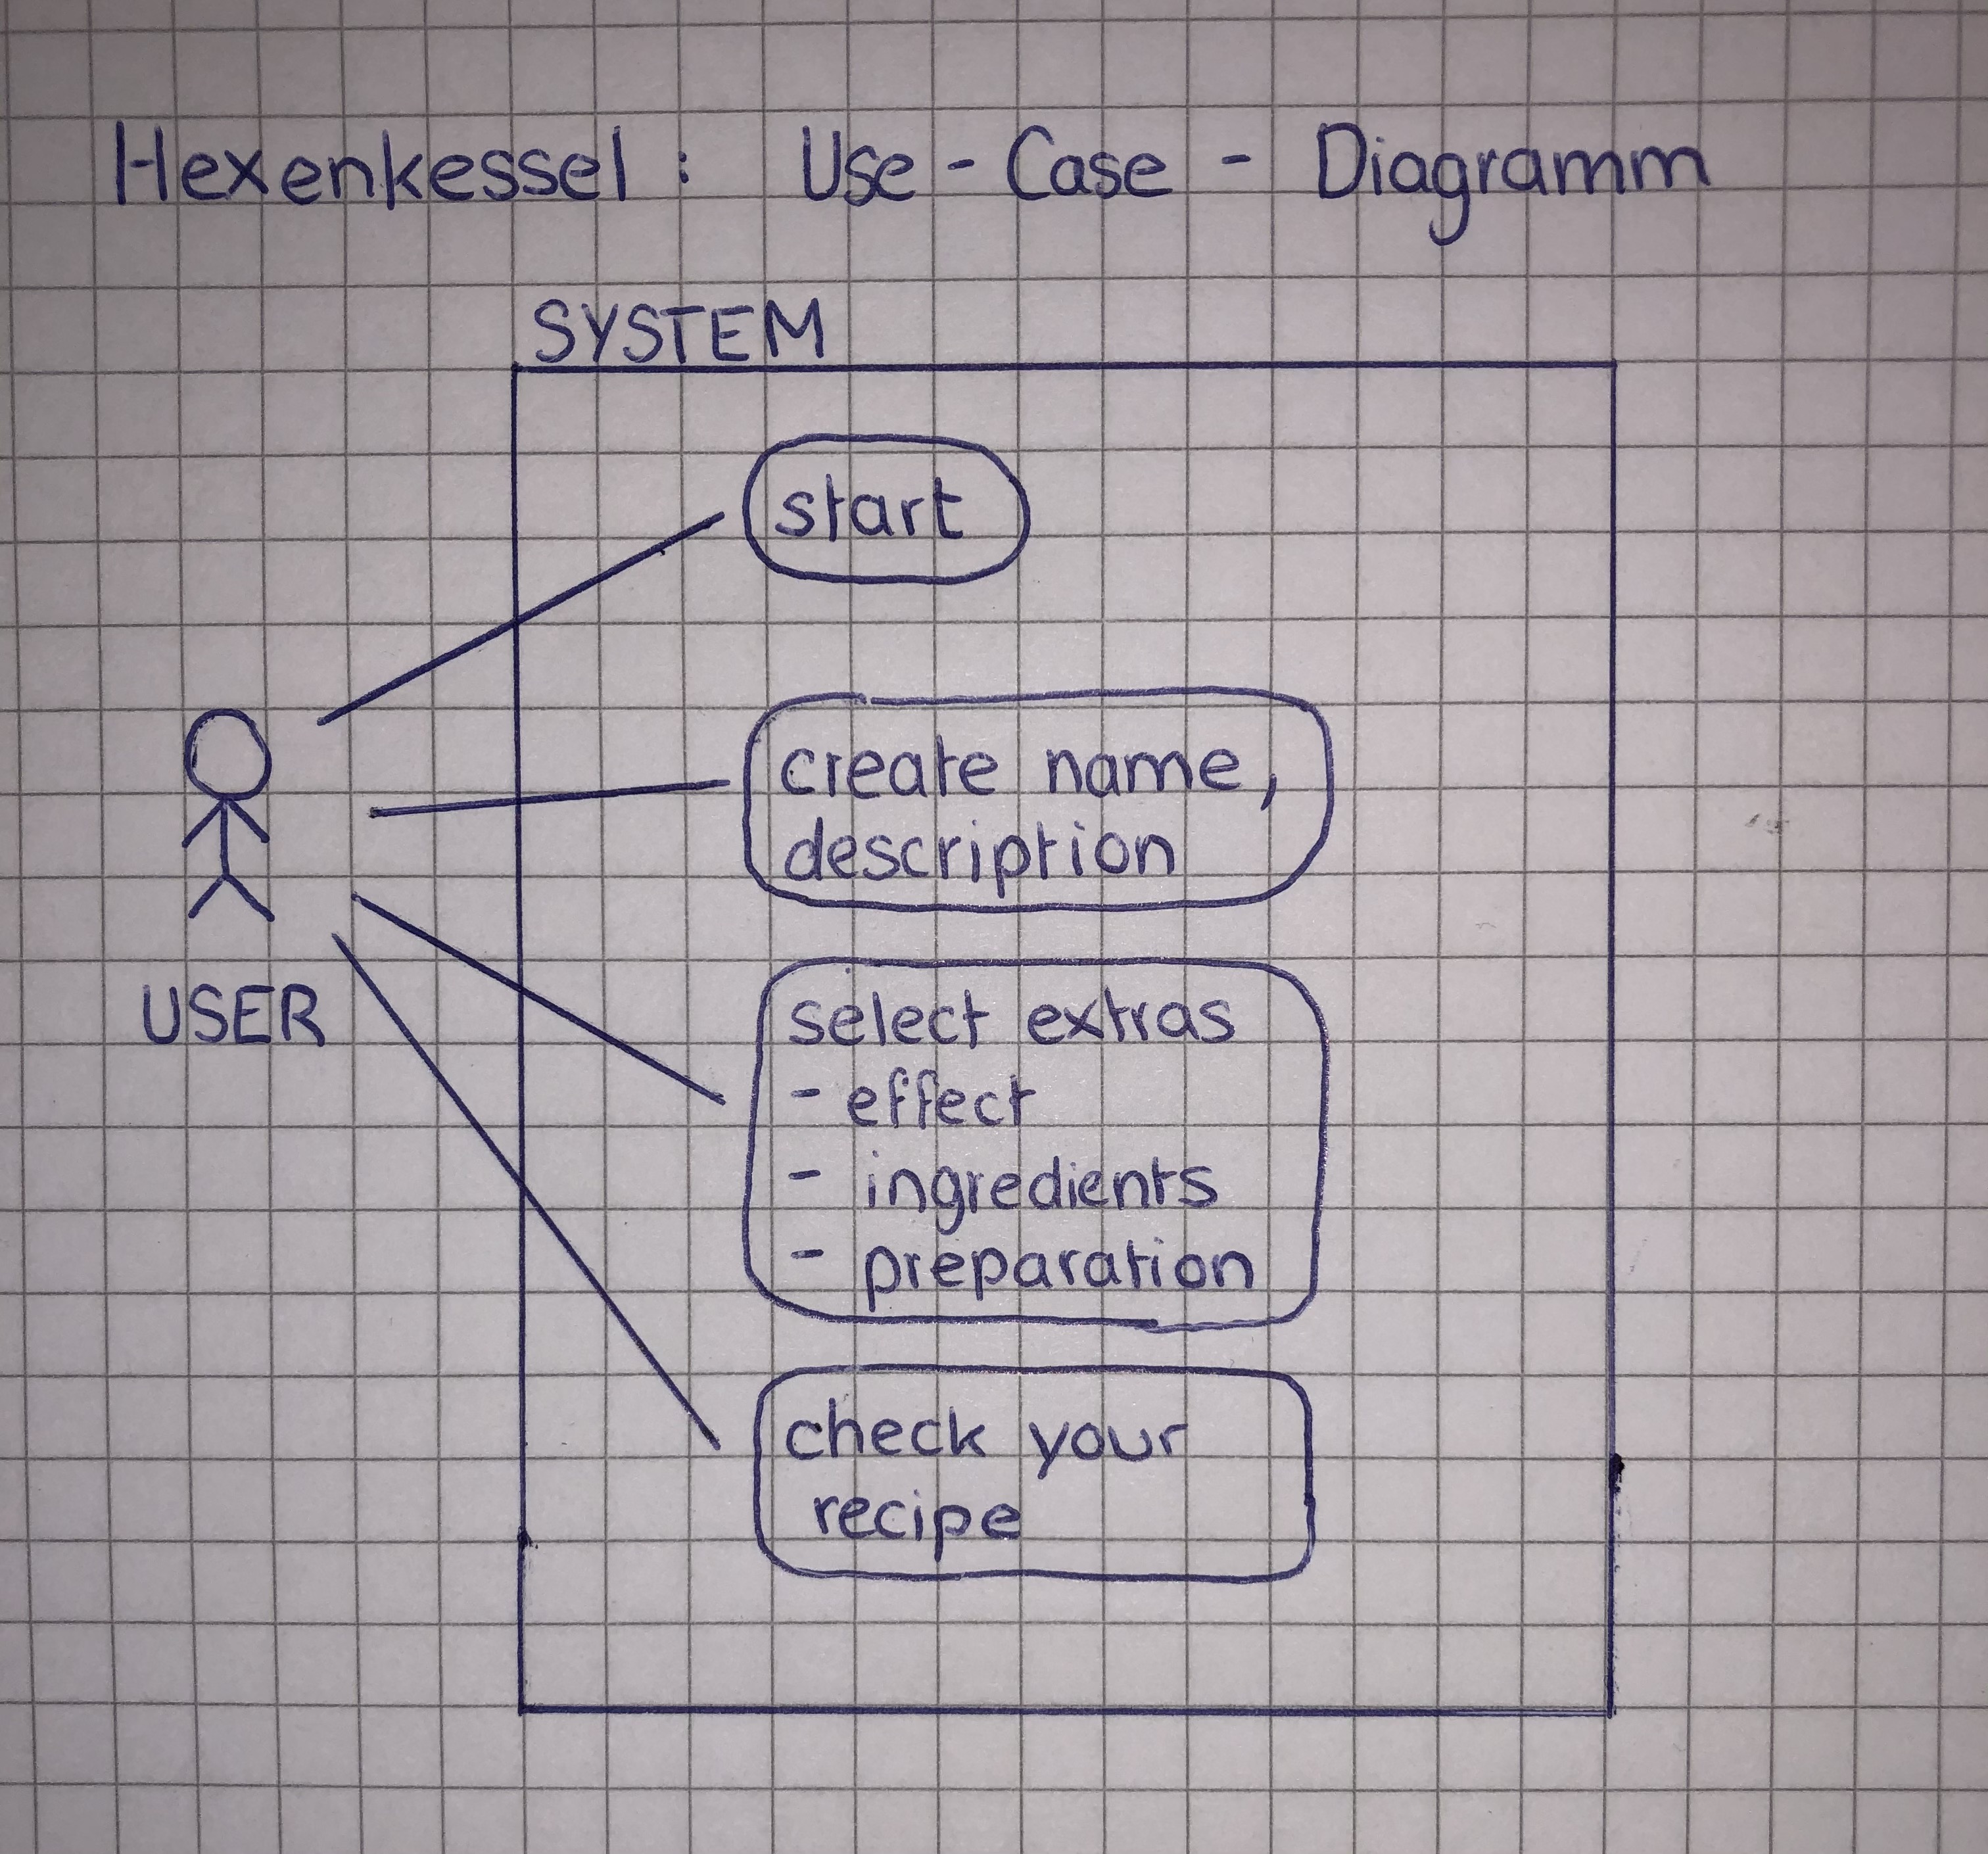 Hexenkessel : Use - Case - Diagramm
SYSTEM
start
create name,
description
USER
select extras
- effect
- ingredients
- preparation
check your
recipe